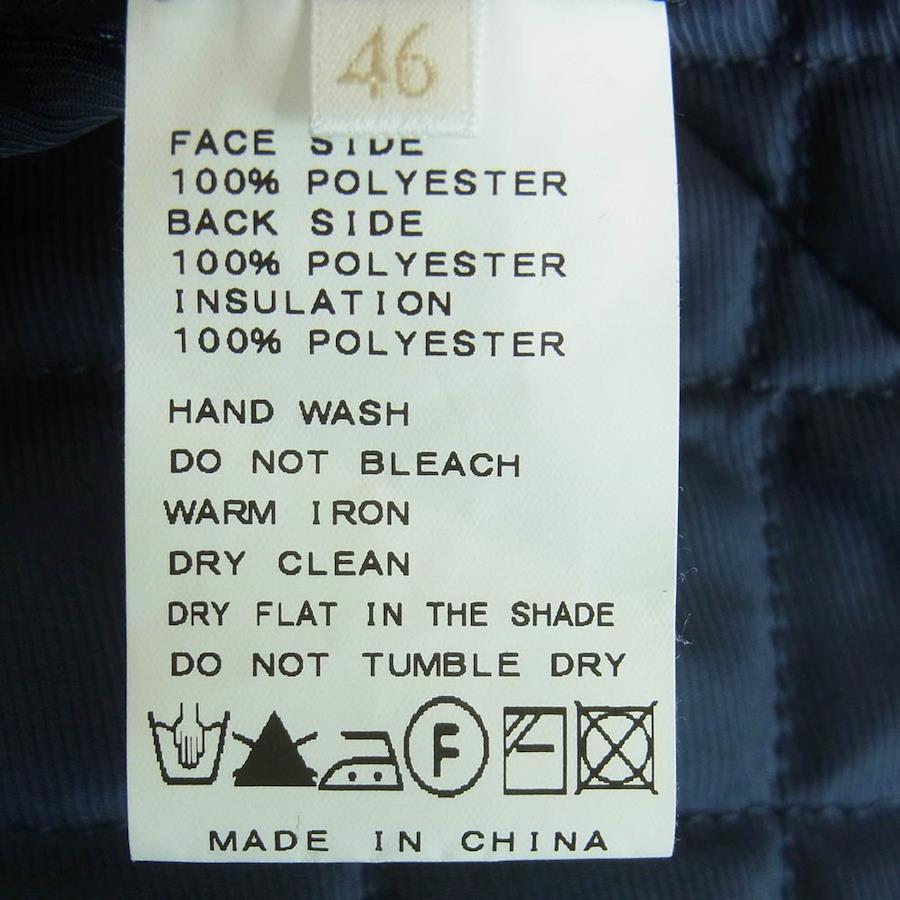 46
FACE SIDE
100% POLYESTER
BACK SIDE
100% POLYESTER
INSULATION
100% POLYESTER
HAND WASH
DO NOT BLEACH
WARM IRON
DRY CLEAN
DRY FLAT IN THE SHADE
DO NOT TUMBLE DRY
F
MADE IN CHINA